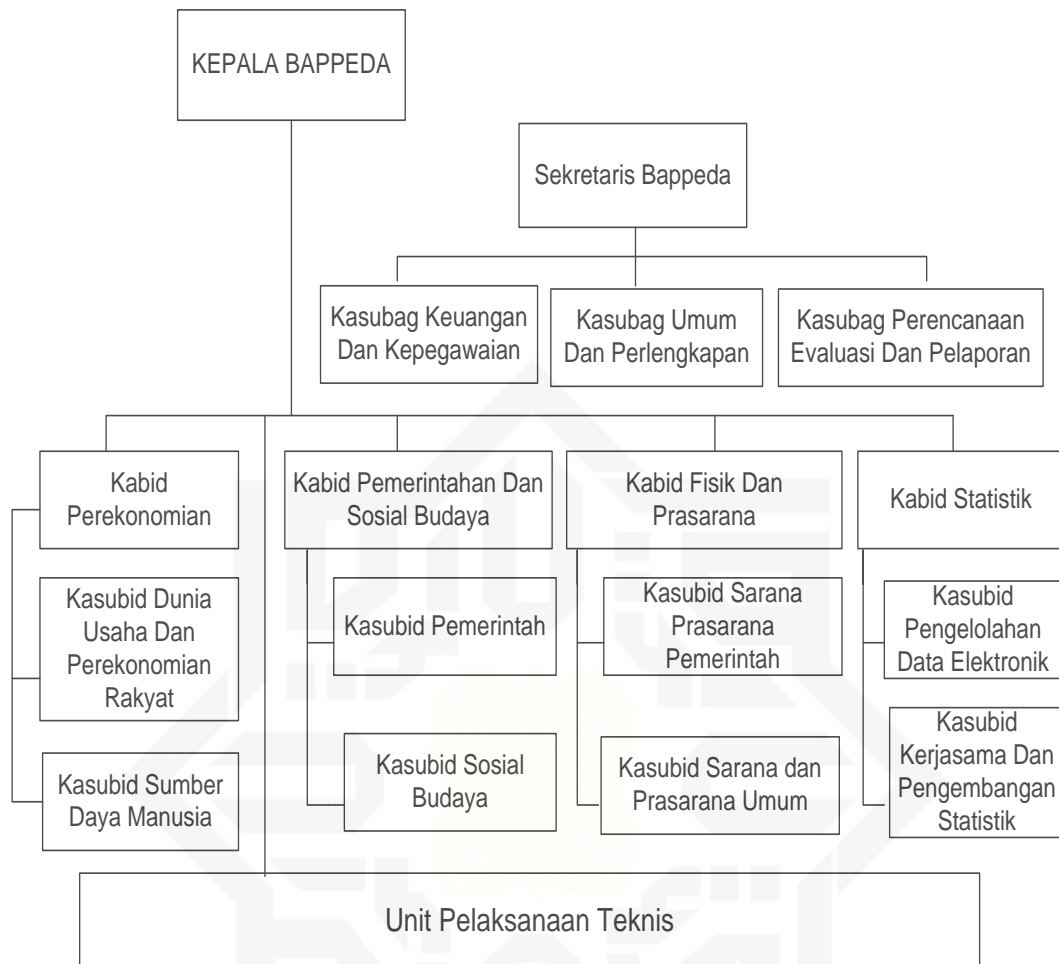 KEPALA BAPPEDA
Sekretaris Bappeda
Kasubag Keuangan
Dan Kepegawaian
Kasubag Umum
Dan Perlengkapan
Kasubag Perencanaan
Evaluasi Dan Pelaporan
Kabid
Perekonomian
Kabid Pemerintahan Dan
Sosial Budaya
Kabid Fisik Dan
Prasarana
Kabid Statistik
Kasubid Dunia
Usaha Dan
Perekonomian
Rakyat
Kasubid Pemerintah
Kasubid Sarana
Prasarana
Pemerintah
Kasubid
Pengelolahan
Data Elektronik
Kasubid Sumber
Daya Manusia
Kasubid Sosial
Budaya
Kasubid Sarana dan
Prasarana Umum
Kasubid
Kerjasama Dan
Pengembangan
Statistik
Unit Pelaksanaan Teknis